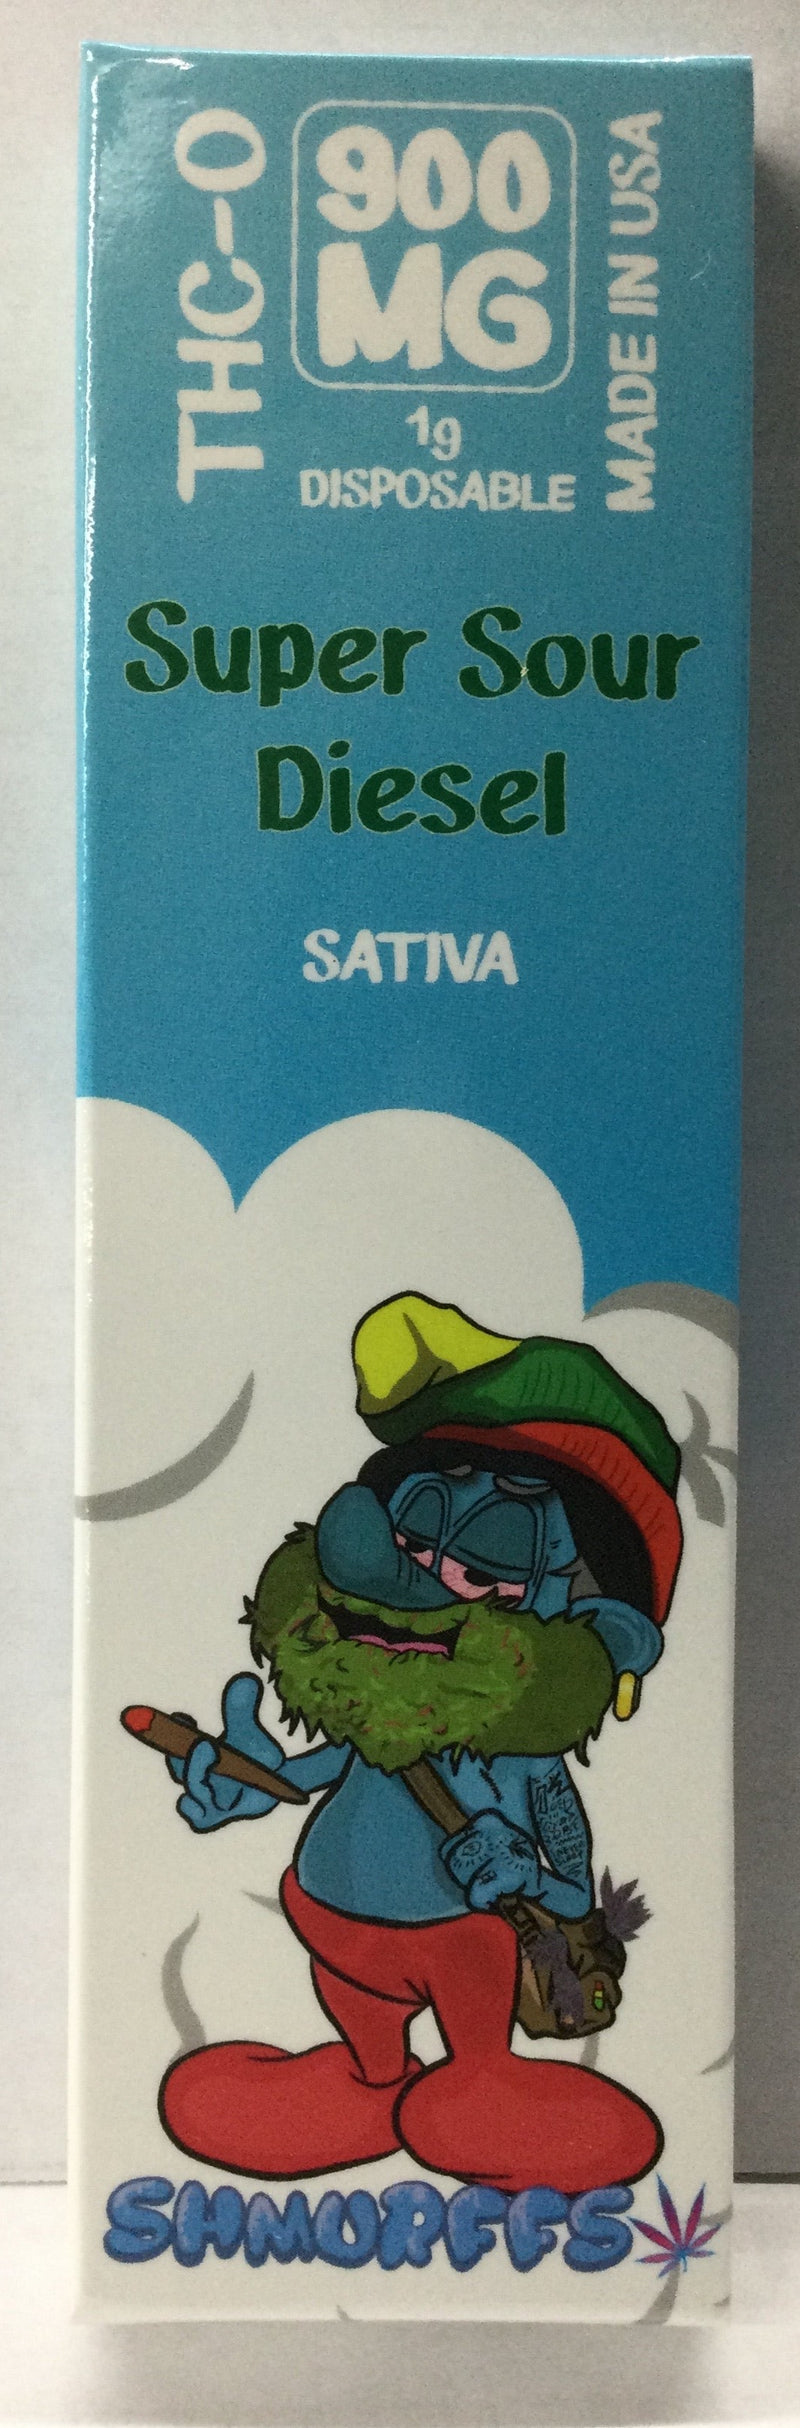 THC-O
900
MG
1g
DISPOSABLE
MADE IN USA
Super Sour
Diesel
SATIVA
SHMURFFS